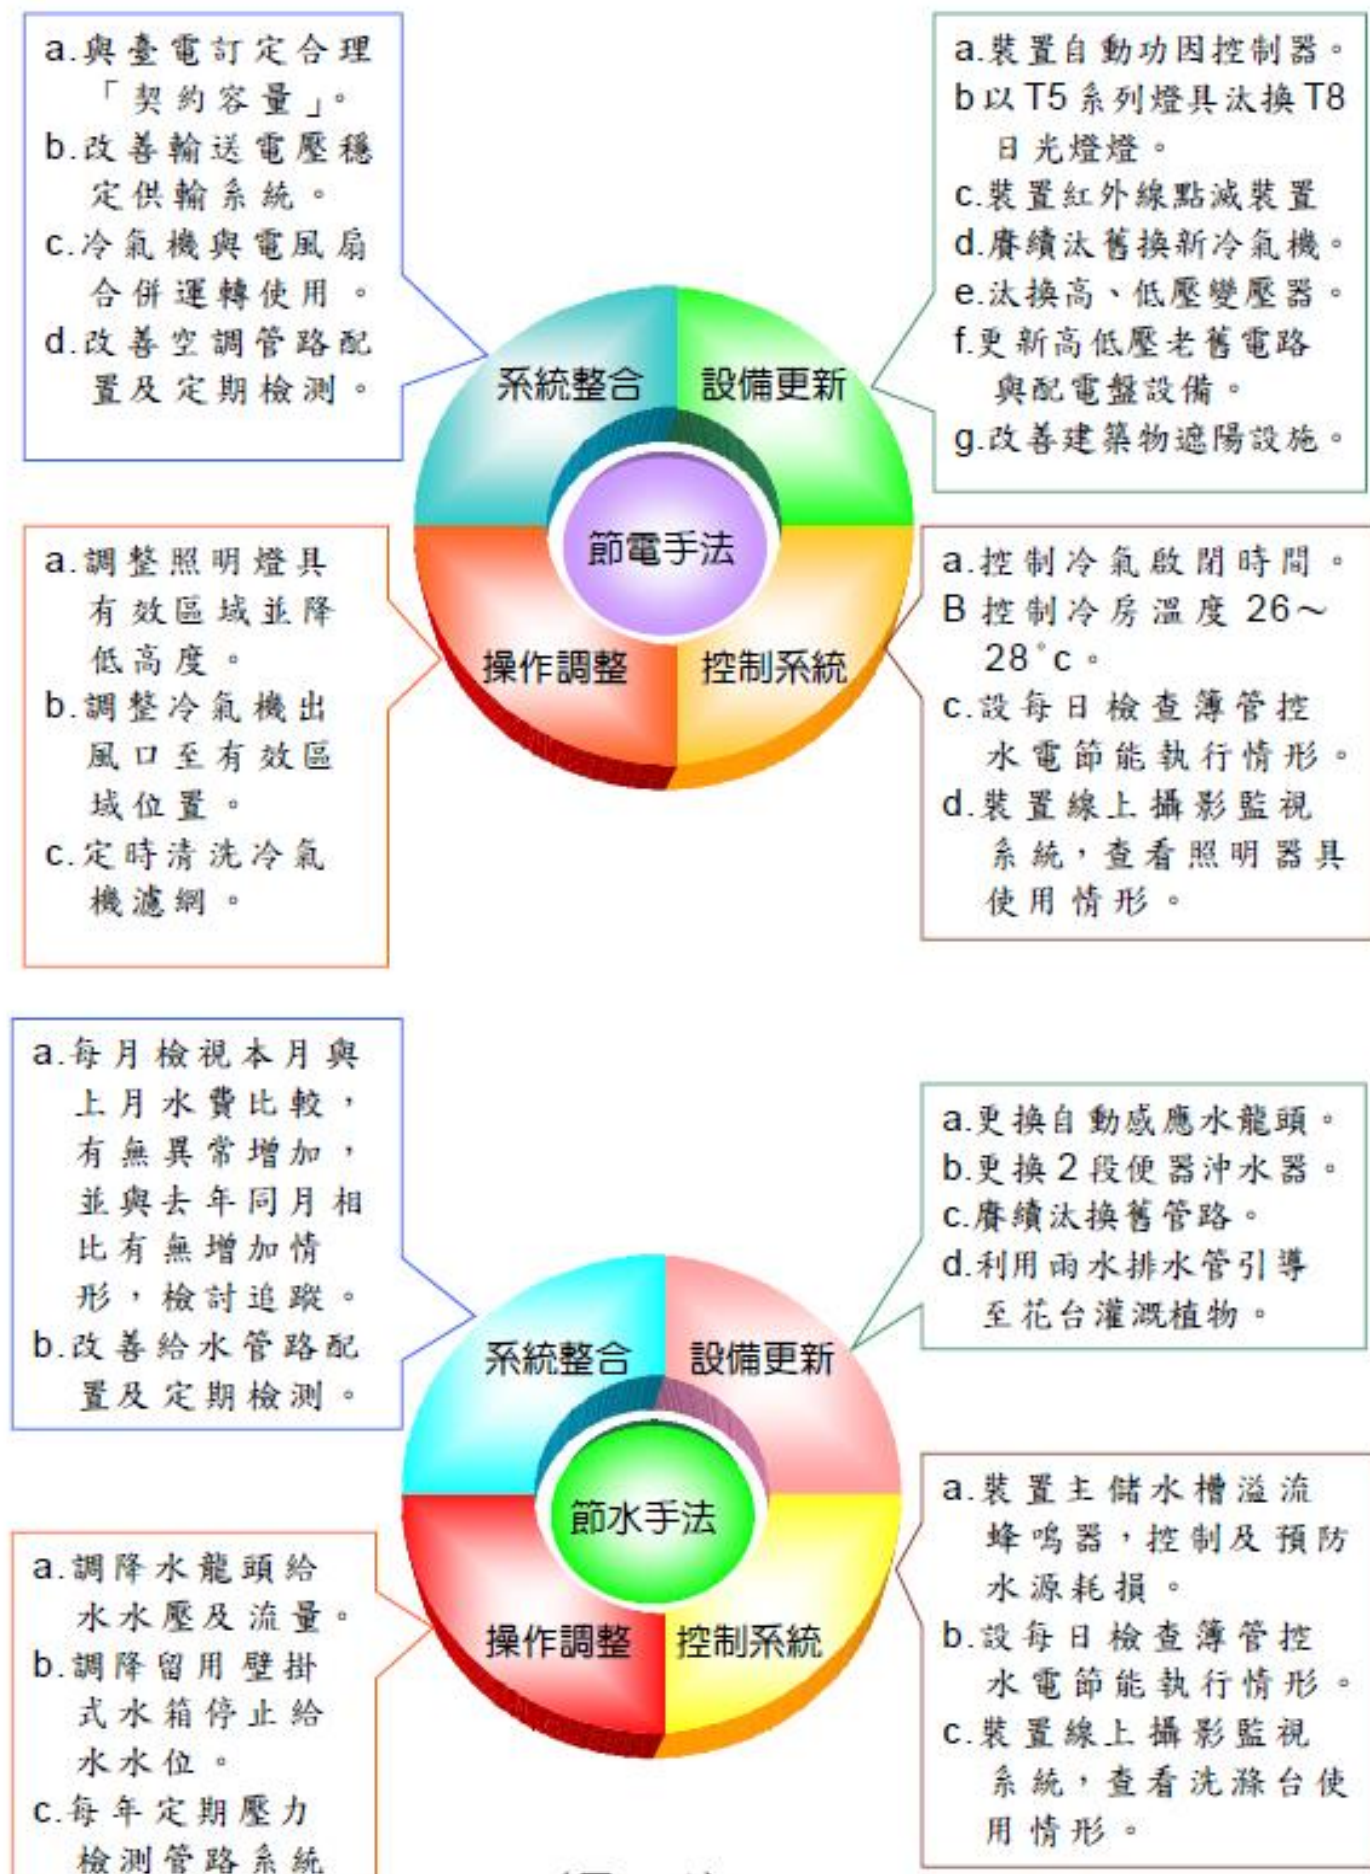 a.與臺電訂定合理
「契約容量」。
b.改善輸送電壓穩
定供輸系統。
c.冷氣機與電風扇
合併運轉使用。
d.改善空調管路配
置及定期檢測。
a.裝置自動功因控制器。
b以T5系列燈具汰換T8
日光燈燈。
c.裝置紅外線點滅裝置
d.賡續汰舊換新冷氣機。
e.汰換高、低壓變壓器。
f.更新高低壓老舊電路
與配電盤設備。
g.改善建築物遮陽設施。
系統整合
設備更新
節電手法
操作調整
控制系統
a.調整照明燈具
有效區域並降
低高度。
b.調整冷氣機出
風口至有效區
域位置。
c.定時清洗冷氣
機濾網。
a.控制冷氣啟閉時間。
B 控制冷房溫度 26～
28°c。
c.設每日檢查簿管控
水電節能執行情形。
d.裝置線上攝影監視
系統，查看照明器具
使用情形。
a.每月檢視本月與
上月水費比較，
有無異常增加，
並與去年同月相
比有無增加情
形，檢討追蹤。
b.改善給水管路配
置及定期檢測。
a.更換自動感應水龍頭。
b.更換2段便器沖水器。
c.賡續汰換舊管路。
d.利用雨水排水管引導
至花台灌溉植物。
系統整合
設備更新
節水手法
操作調整
控制系統
a.調降水龍頭給
水水壓及流量。
b.調降留用壁掛
式水箱停止給
水水位。
c.每年定期壓力
檢測管路系統
a.裝置主儲水槽溢流
蜂鳴器，控制及預防
水源耗損。
b.設每日檢查簿管控
水電節能執行情形。
c.裝置線上攝影監視
系統，查看洗滌台使
用情形。